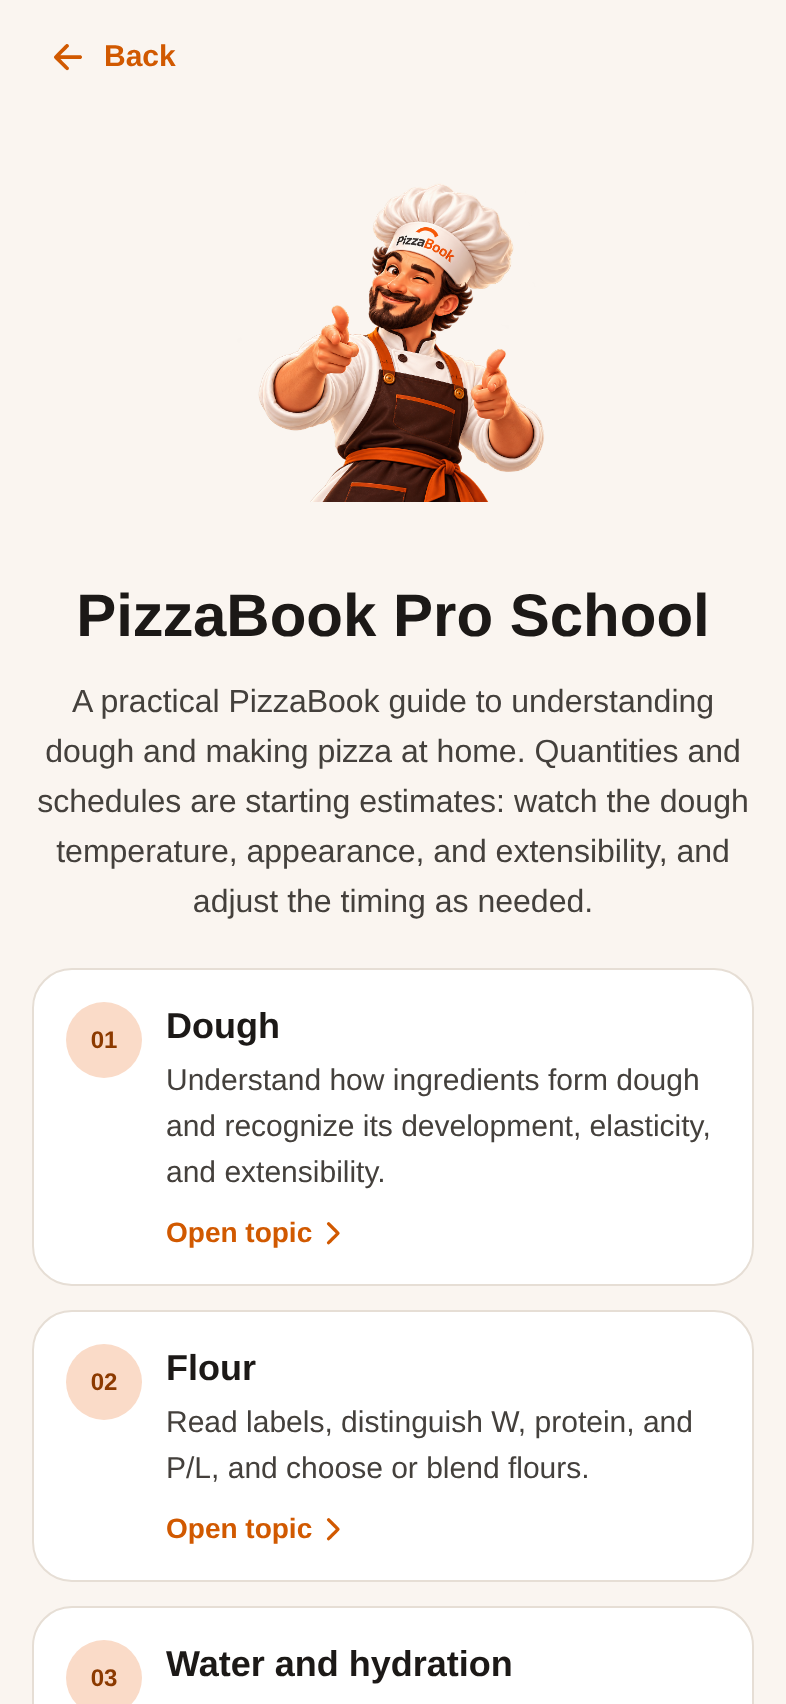 Back
PizzaBook
PizzaBook Pro School
A practical PizzaBook guide to understanding
dough and making pizza at home. Quantities and
schedules are starting estimates: watch the dough
temperature, appearance, and extensibility, and
adjust the timing as needed.
01
Dough
Understand how ingredients form dough
and recognize its development, elasticity,
and extensibility.
Open topic
02
Flour
Read labels, distinguish W, protein, and
P/L, and choose or blend flours.
Open topic
03
Water and hydration